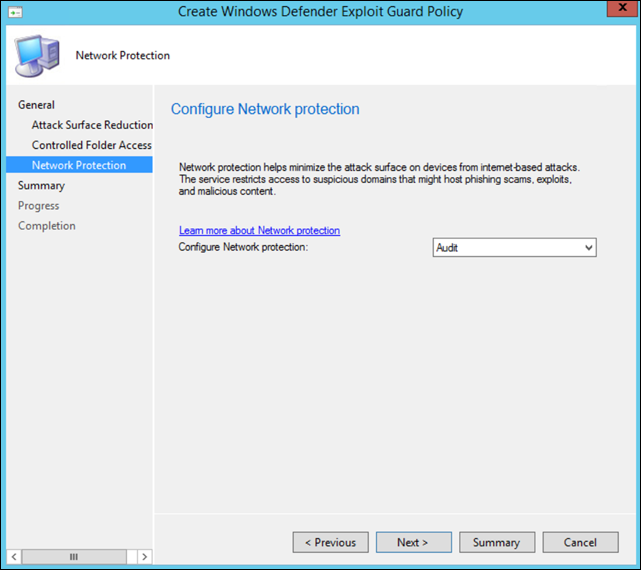 Create Windows Defender Exploit Guard Policy
x
Network Protection
General
Attack Surface Reduction
Controlled Folder Access
Network Protection
Summary
Progress
Completion
Configure Network protection
Network protection helps minimize the attack surface on devices from internet-based attacks.
The service restricts access to suspicious domains that might host phishing scams, exploits,
and malicious content.
Learn more about Network protection
Configure Network protection: Audit
< Previous Next > Summary Cancel